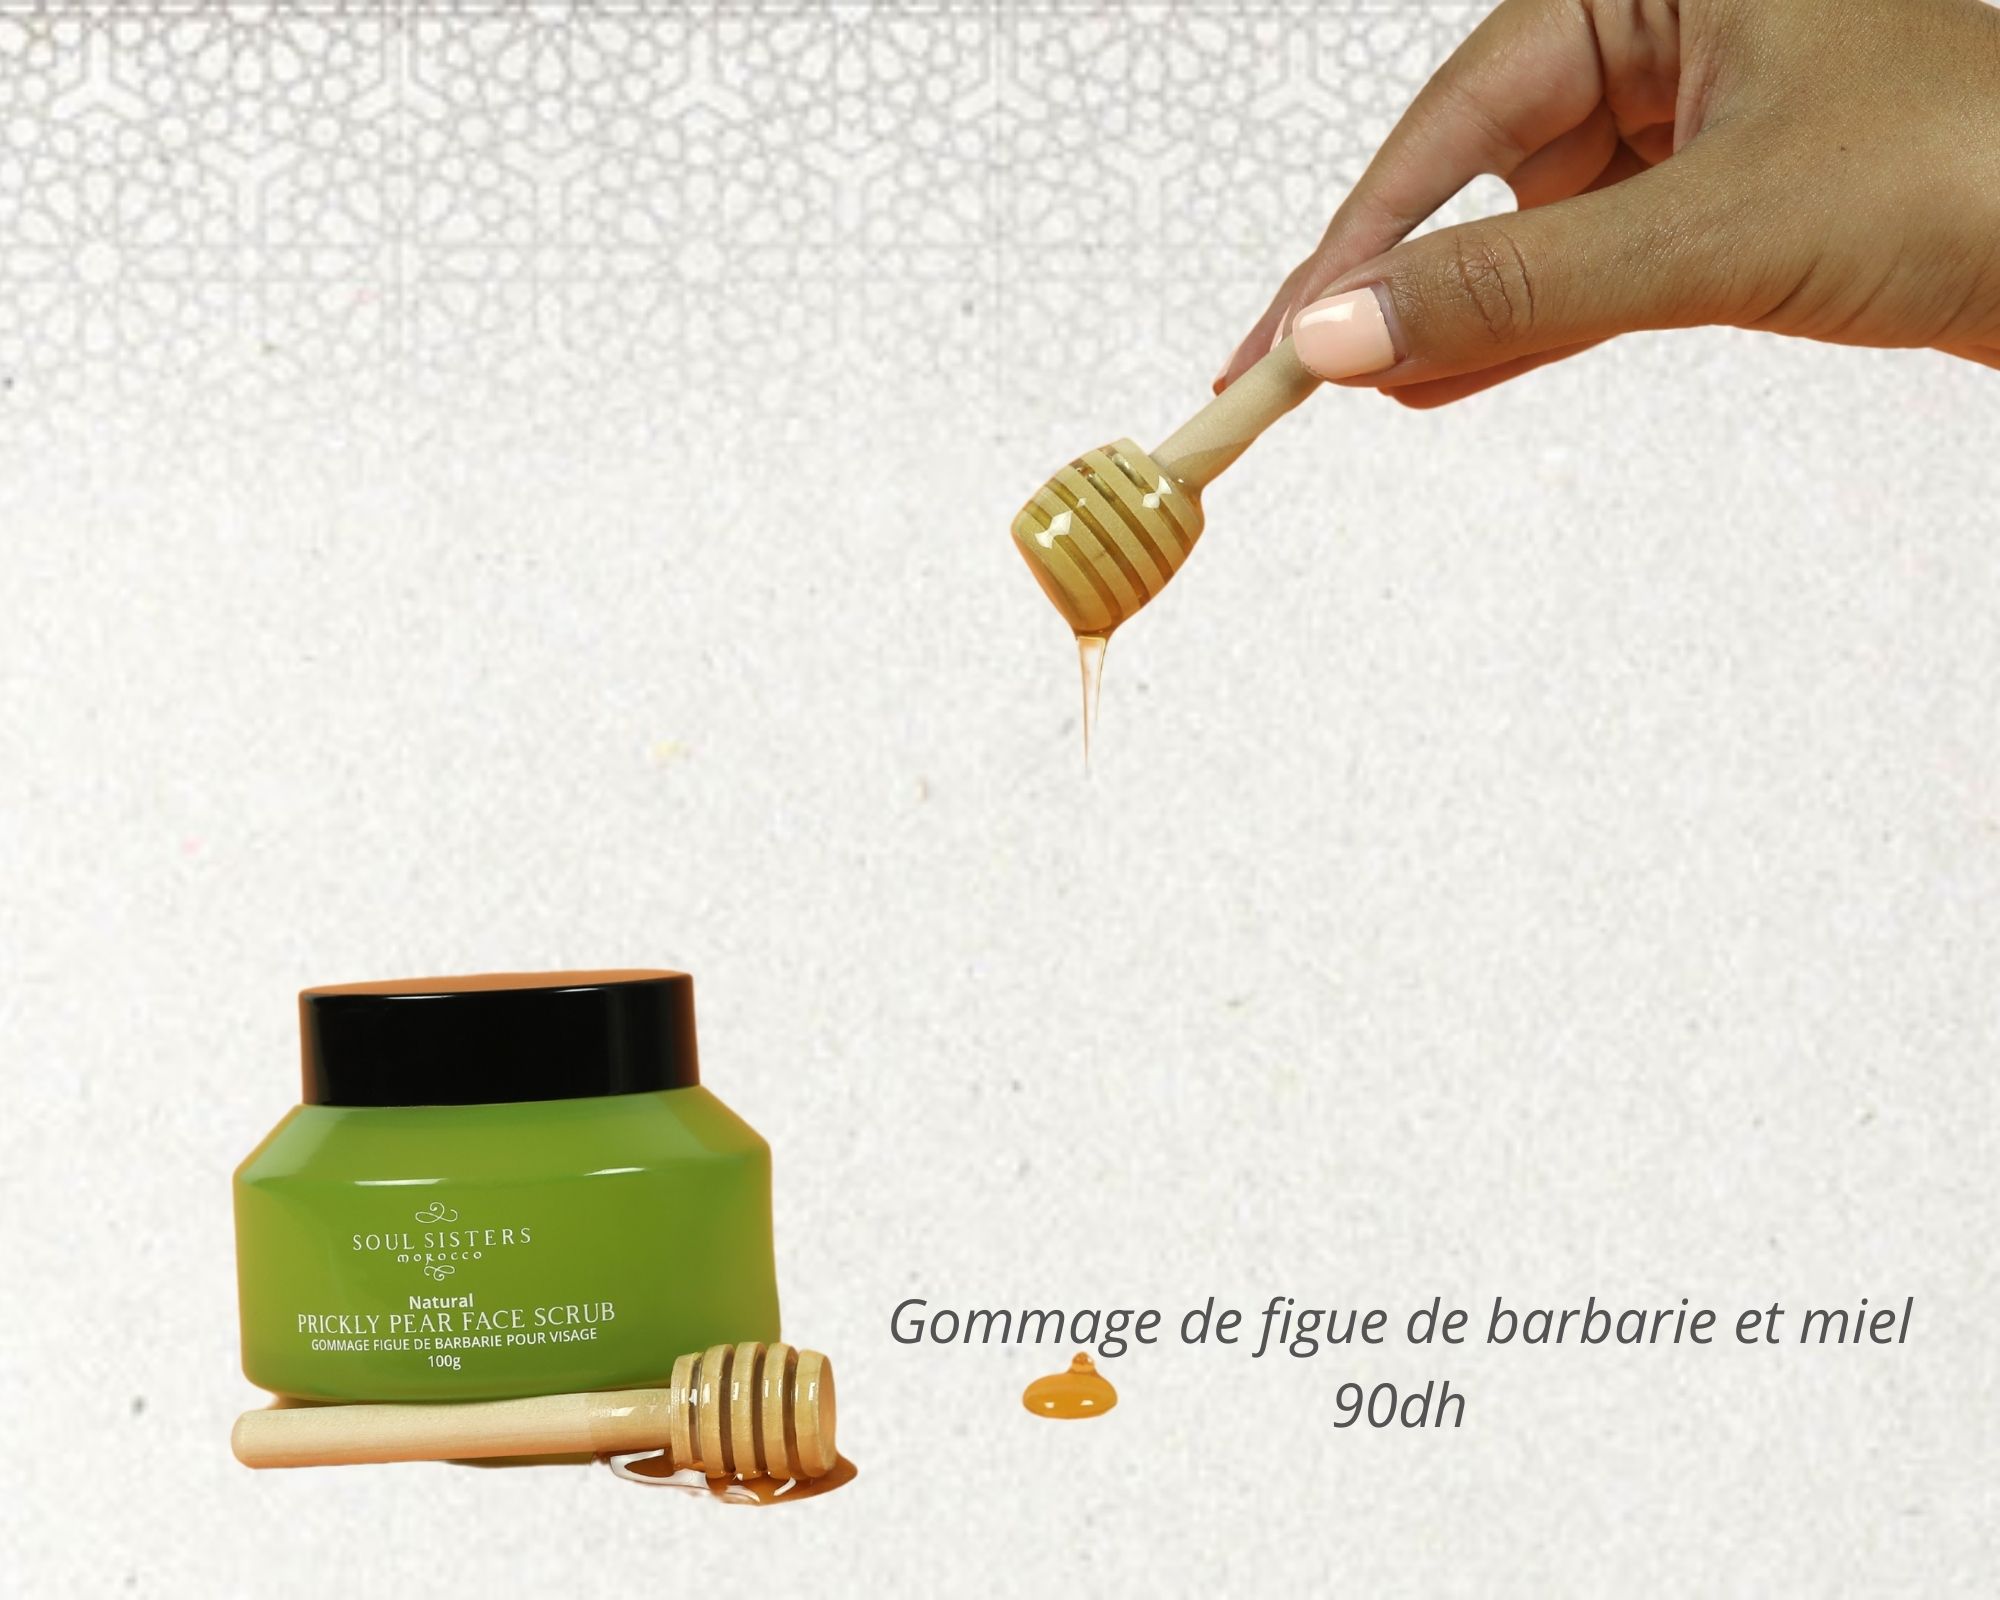 SOUL SISTERS
MOROCCO
Natural
PRICKLY PEAR FACE SCRUB
GOMMAGE FIGUE DE BARBARIE POUR VISAGE
100g
Gommage de figue de barbarie et miel
90dh